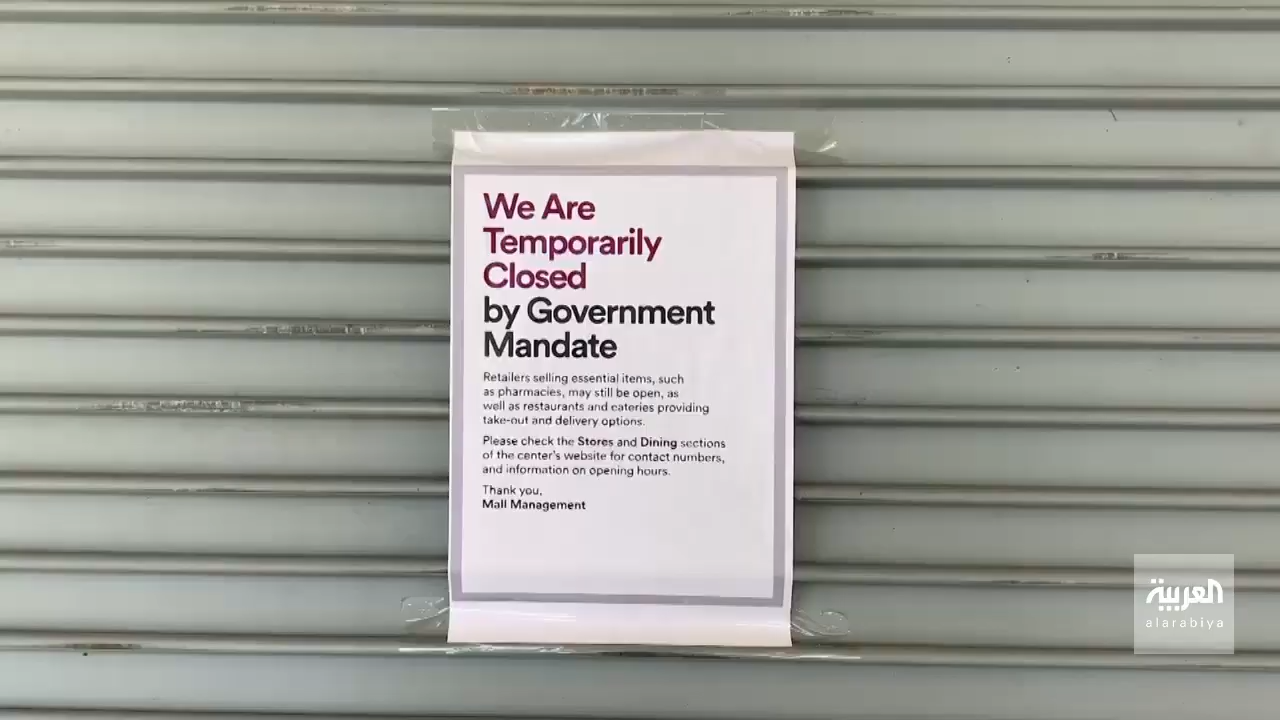 We Are
Temporarily
Closed
by Government
Mandate
Retailers selling essential items, such
as pharmacies, may still be open, as
well as restaurants and eateries providing
take-out and delivery options.
Please check the Stores and Dining sections
of the center's website for contact numbers,
and information on opening hours.
Thank you,
Mall Management
العربية
alarabiya